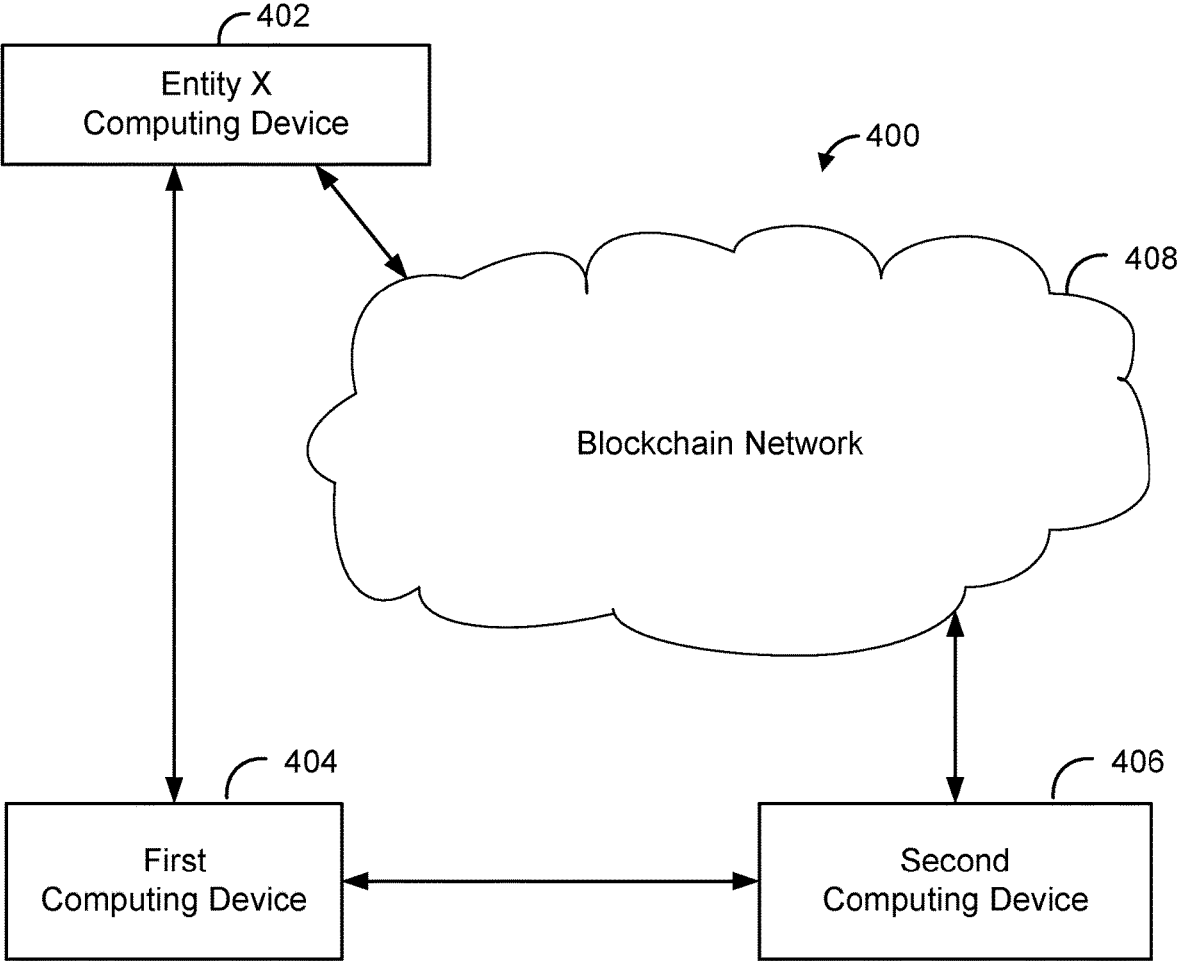 402
Entity X
Computing Device
400
408
Blockchain Network
404
First
Computing Device
406
Second
Computing Device